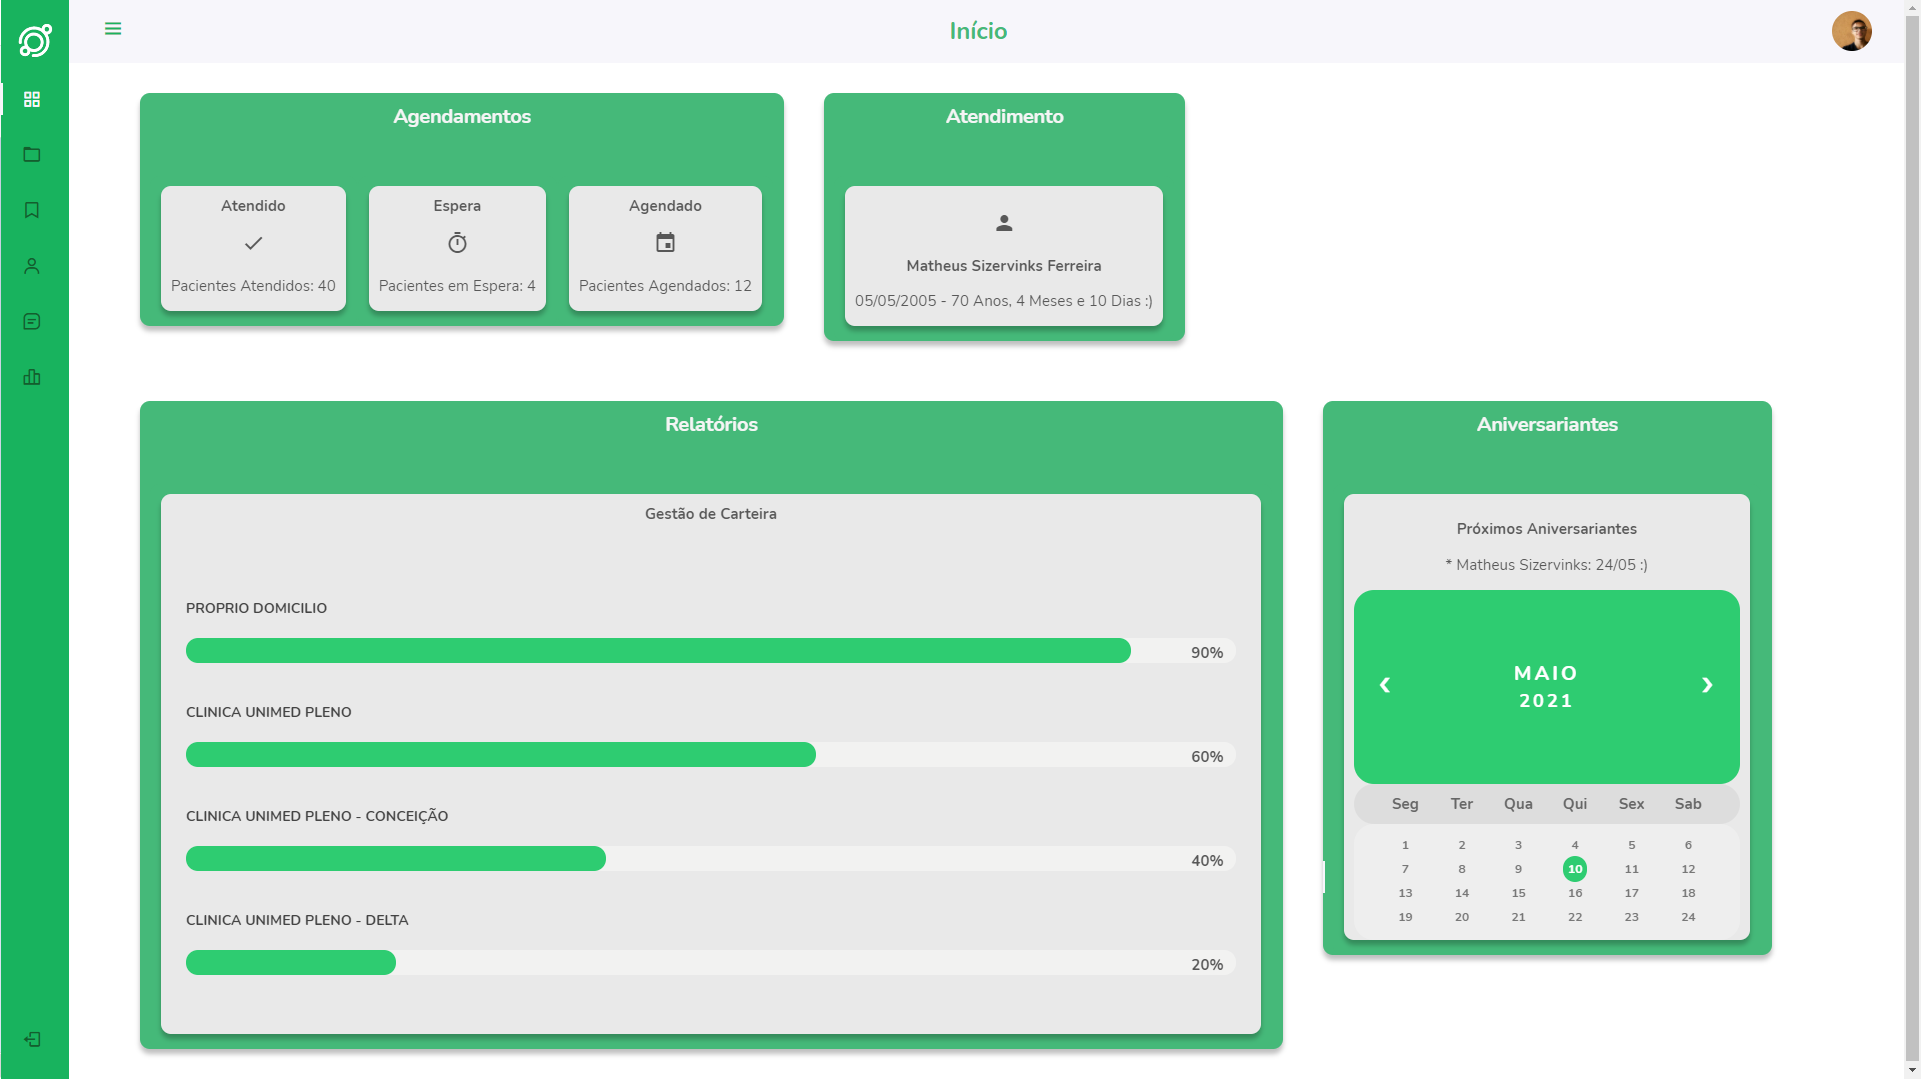 Início
Agendamentos
Atendido
Pacientes Atendidos: 40
Espera
Pacientes em Espera: 4
Agendado
Pacientes Agendados: 12
Atendimento
Matheus Sizervinks Ferreira
05/05/2005 - 70 Anos, 4 Meses e 10 Dias :)
Relatórios
Gestão de Carteira
PROPRIO DOMICILIO
90%
CLINICA UNIMED PLENO
60%
CLINICA UNIMED PLENO - CONCEIÇÃO
40%
CLINICA UNIMED PLENO - DELTA
20%
Aniversariantes
Próximos Aniversariantes
* Matheus Sizervinks: 24/05 :)
❮ MAIO ❯
2021
Seg Ter Qua Qui Sex Sab
1 2 3 4 5 6
7 8 9 10 11 12
13 14 15 16 17 18
19 20 21 22 23 24